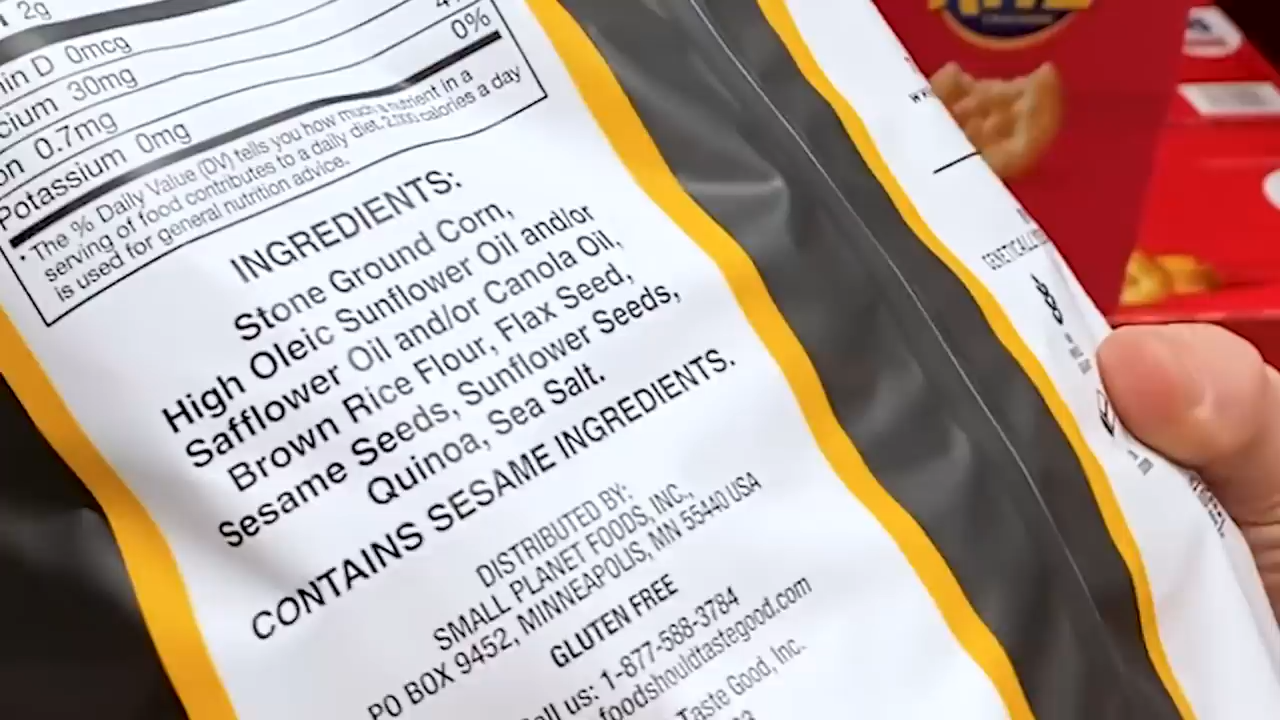 2g
0mcg
30mg
0%
0.7mg
Potassium 0mg
* The % Daily Value (DV) tells you how much a nutrient in a
serving of food contributes to a daily diet. 2,000 calories a day
is used for general nutrition advice.
INGREDIENTS:
Stone Ground Corn,
High Oleic Sunflower Oil and/or
Safflower Oil and/or Canola Oil,
Brown Rice Flour, Flax Seed,
Sesame Seeds, Sunflower Seeds,
Quinoa, Sea Salt.
CONTAINS SESAME INGREDIENTS.
DISTRIBUTED BY:
SMALL PLANET FOODS, INC.,
PO BOX 9452, MINNEAPOLIS, MN 55440 USA
GLUTEN FREE
us: 1-877-588-3784
foodshouldtastegood.com
Taste Good, Inc.